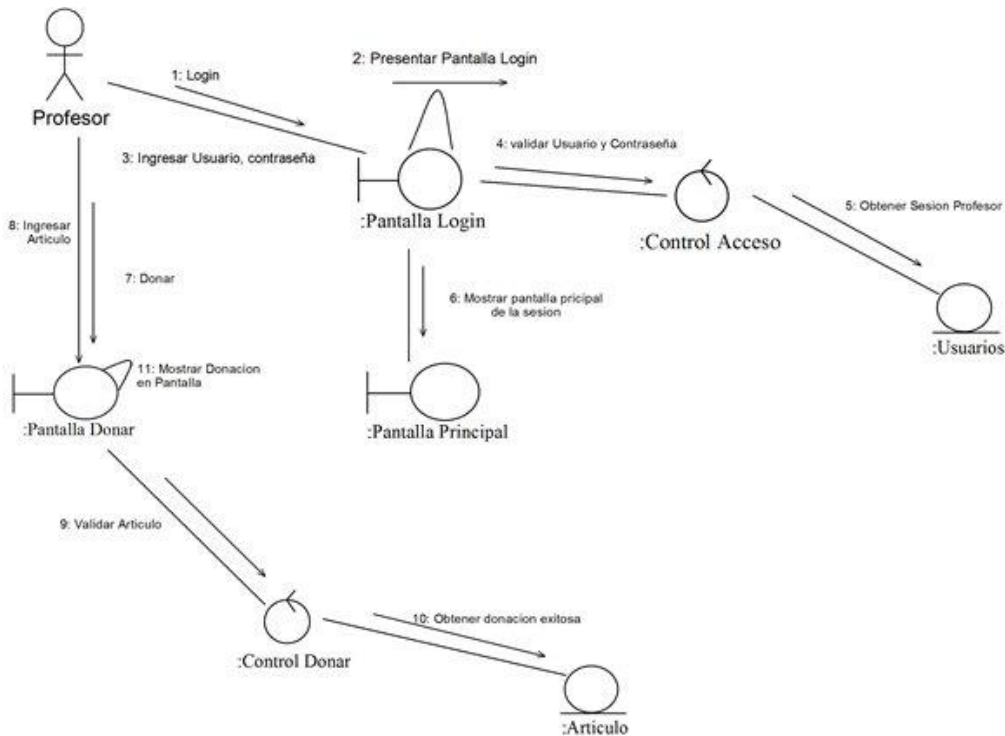 2: Presentar Pantalla Login
1: Login
Profesor
3: Ingresar Usuario, contraseña
4: validar Usuario y Contraseña
:Pantalla Login
:Control Acceso
5: Obtener Sesion Profesor
8: Ingresar
Articulo
7: Donar
6: Mostrar pantalla pricipal
de la sesion
:Usuarios
11: Mostrar Donacion
en Pantalla
:Pantalla Donar
:Pantalla Principal
9: Validar Articulo
10: Obtener donacion exitosa
:Control Donar
:Articulo